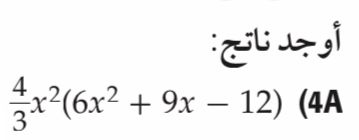 أوجد ناتج:
(4A \frac{4}{3}x^2(6x^2 + 9x - 12)